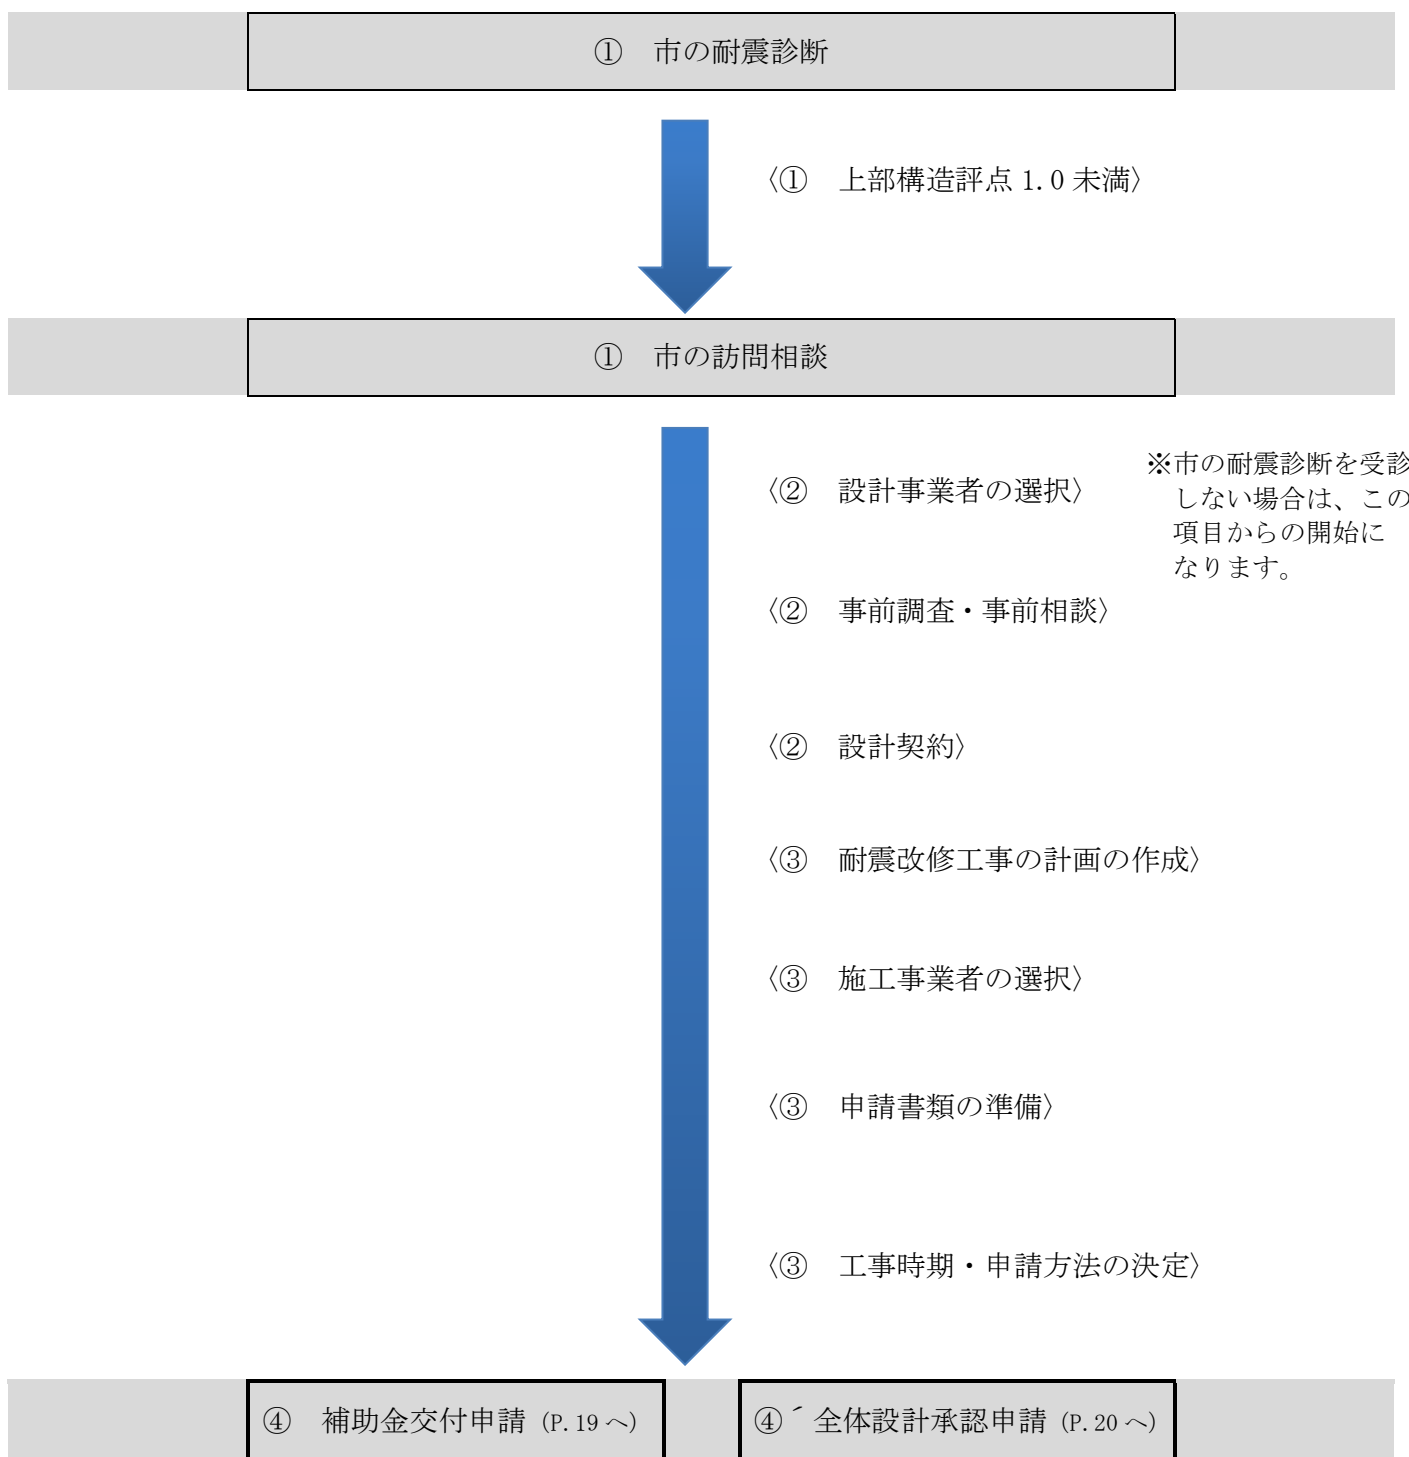 ① 市の耐震診断
〈① 上部構造評点 1.0 未満〉
① 市の訪問相談
〈② 設計事業者の選択〉
※市の耐震診断を受診
しない場合は、この
項目からの開始に
なります。
〈② 事前調査・事前相談〉
〈② 設計契約〉
〈③ 耐震改修工事の計画の作成〉
〈③ 施工事業者の選択〉
〈③ 申請書類の準備〉
〈③ 工事時期・申請方法の決定〉
④ 補助金交付申請 (P.19 へ)
④´全体設計承認申請 (P.20 へ)